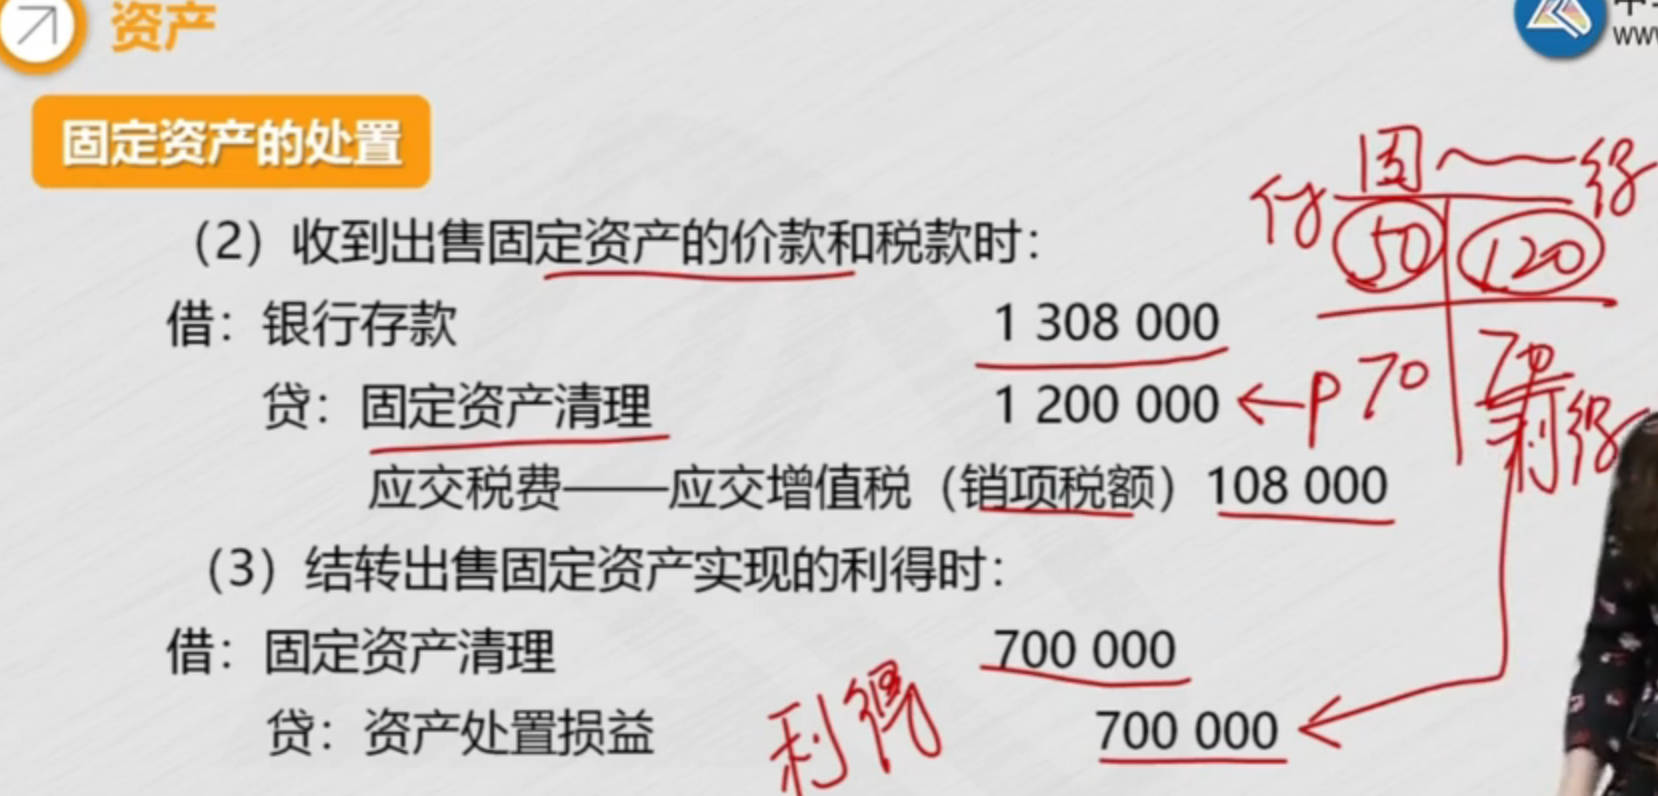 资产
WWW
固定资产的处置
固～得
付 50 120
（2）收到出售固定资产的价款和税款时：
借：银行存款 1 308 000
贷：固定资产清理 1 200 000 ←P 70 70
利得
应交税费——应交增值税（销项税额）108 000
（3）结转出售固定资产实现的利得时：
借：固定资产清理 700 000
贷：资产处置损益 利得 700 000